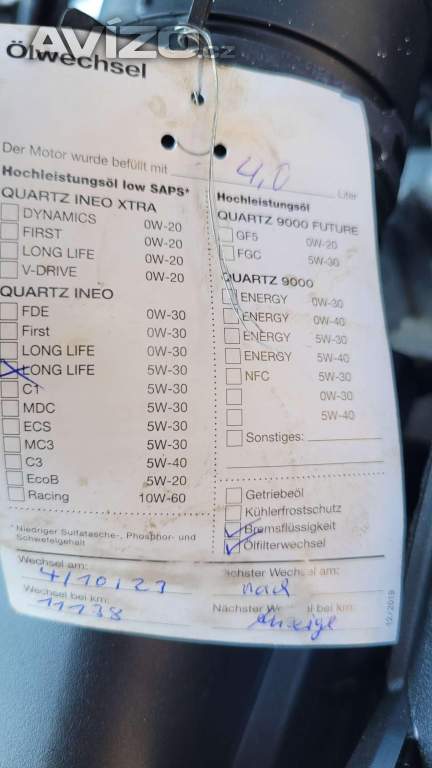 Avízo.cz
Ölwechsel
Der Motor wurde befüllt mit 4,0 Liter
Hochleistungsöl low SAPS*
QUARTZ INEO XTRA
DYNAMICS 0W-20
FIRST 0W-20
LONG LIFE 0W-20
V-DRIVE 0W-20
QUARTZ INEO
FDE 0W-30
First 0W-30
LONG LIFE 0W-30
LONG LIFE 5W-30
C1 5W-30
MDC 5W-30
ECS 5W-30
MC3 5W-30
C3 5W-40
EcoB 5W-20
Racing 10W-60
* Niedriger Sulfatasche-, Phosphor- und
Schwefelgehalt
Hochleistungsöl
QUARTZ 9000 FUTURE
GF5 0W-20
FGC 5W-30
QUARTZ 9000
ENERGY 0W-30
ENERGY 0W-40
ENERGY 5W-30
ENERGY 5W-40
NFC 5W-30
0W-30
5W-40
Sonstiges:
Getriebeöl
Kühlerfrostschutz
Bremsflüssigkeit
Ölfilterwechsel
Wechsel am: 4/10/23
Nächster Wechsel am: nach
Wechsel bei km: 11138
Nächster Wechsel bei km: Anzeige
12/2019